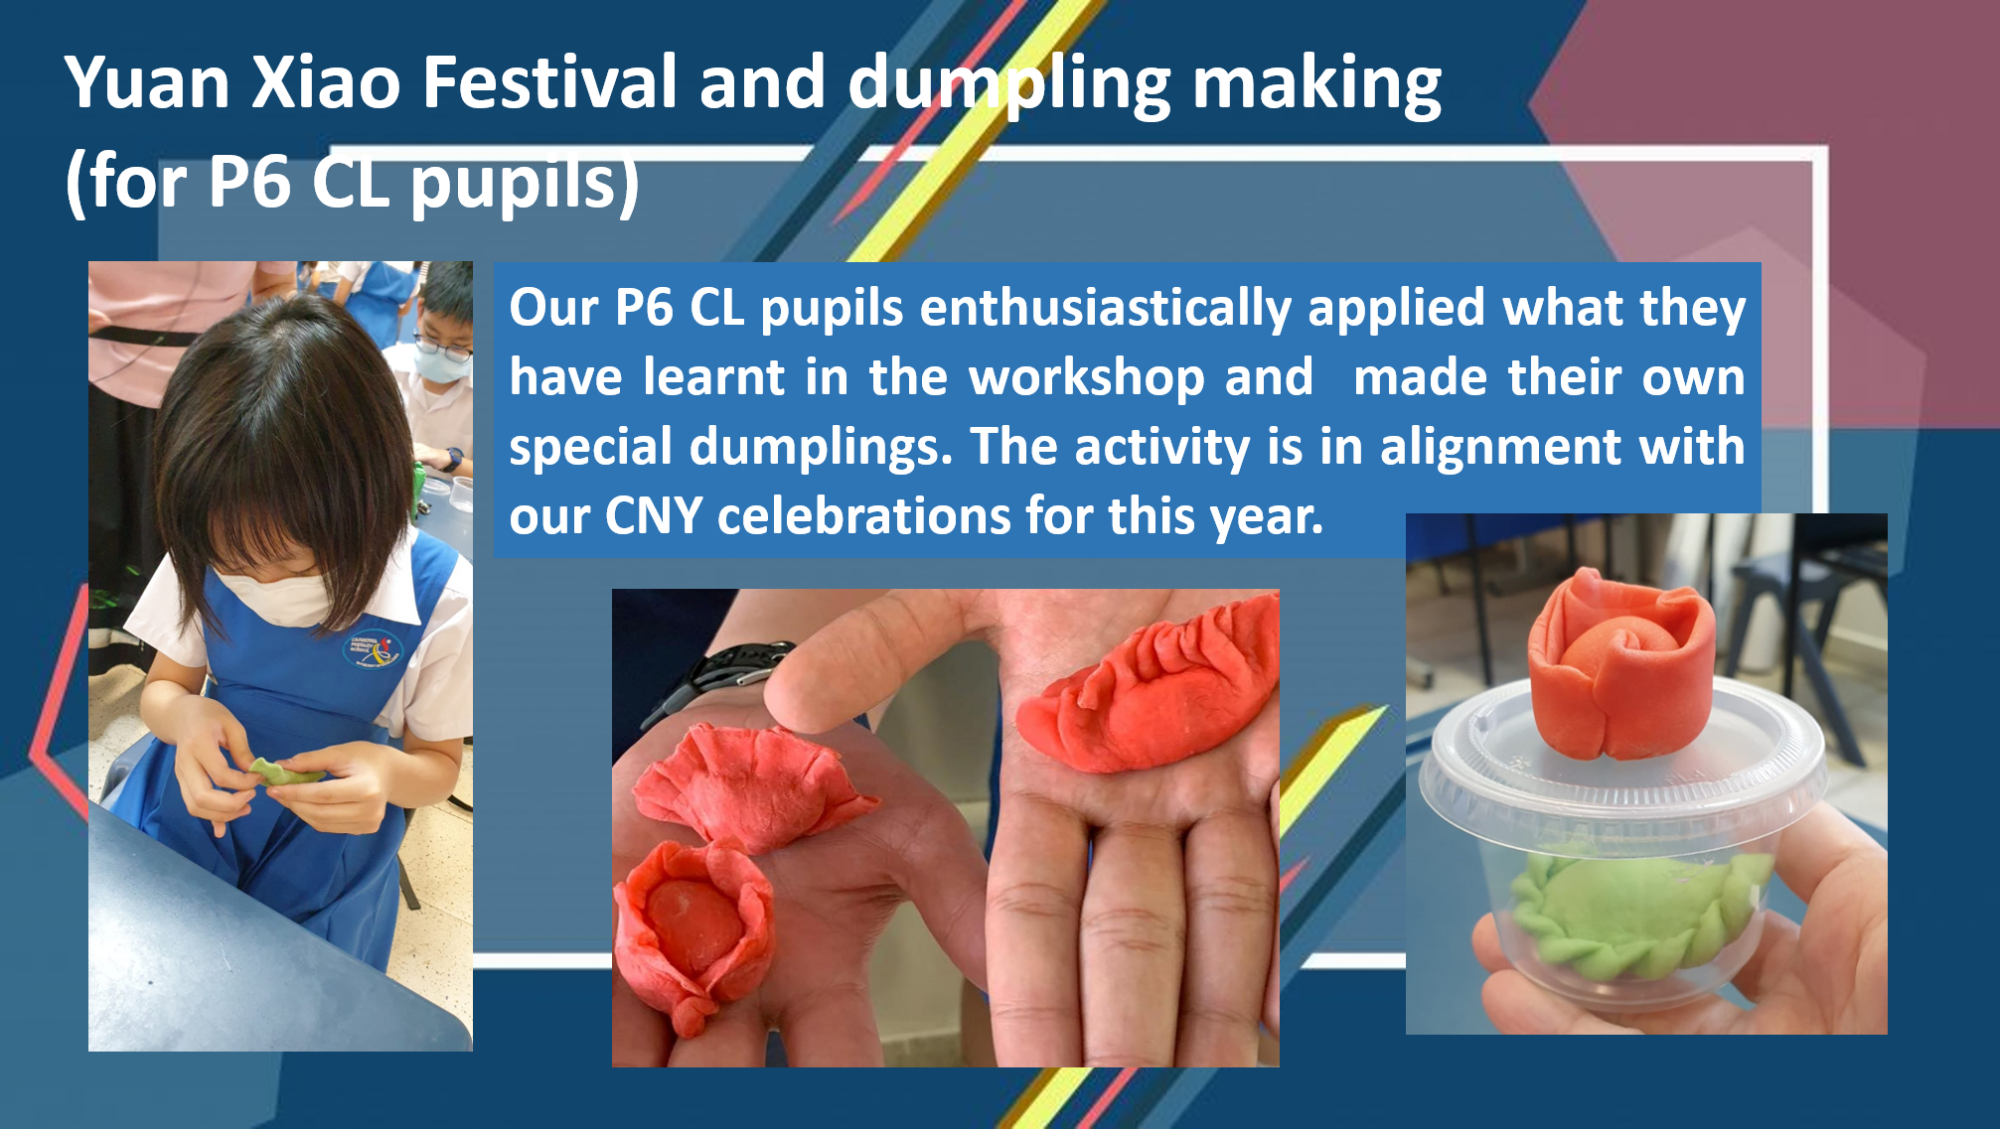 Yuan Xiao Festival and dumpling making
(for P6 CL pupils)
Our P6 CL pupils enthusiastically applied what they
have learnt in the workshop and made their own
special dumplings. The activity is in alignment with
our CNY celebrations for this year.